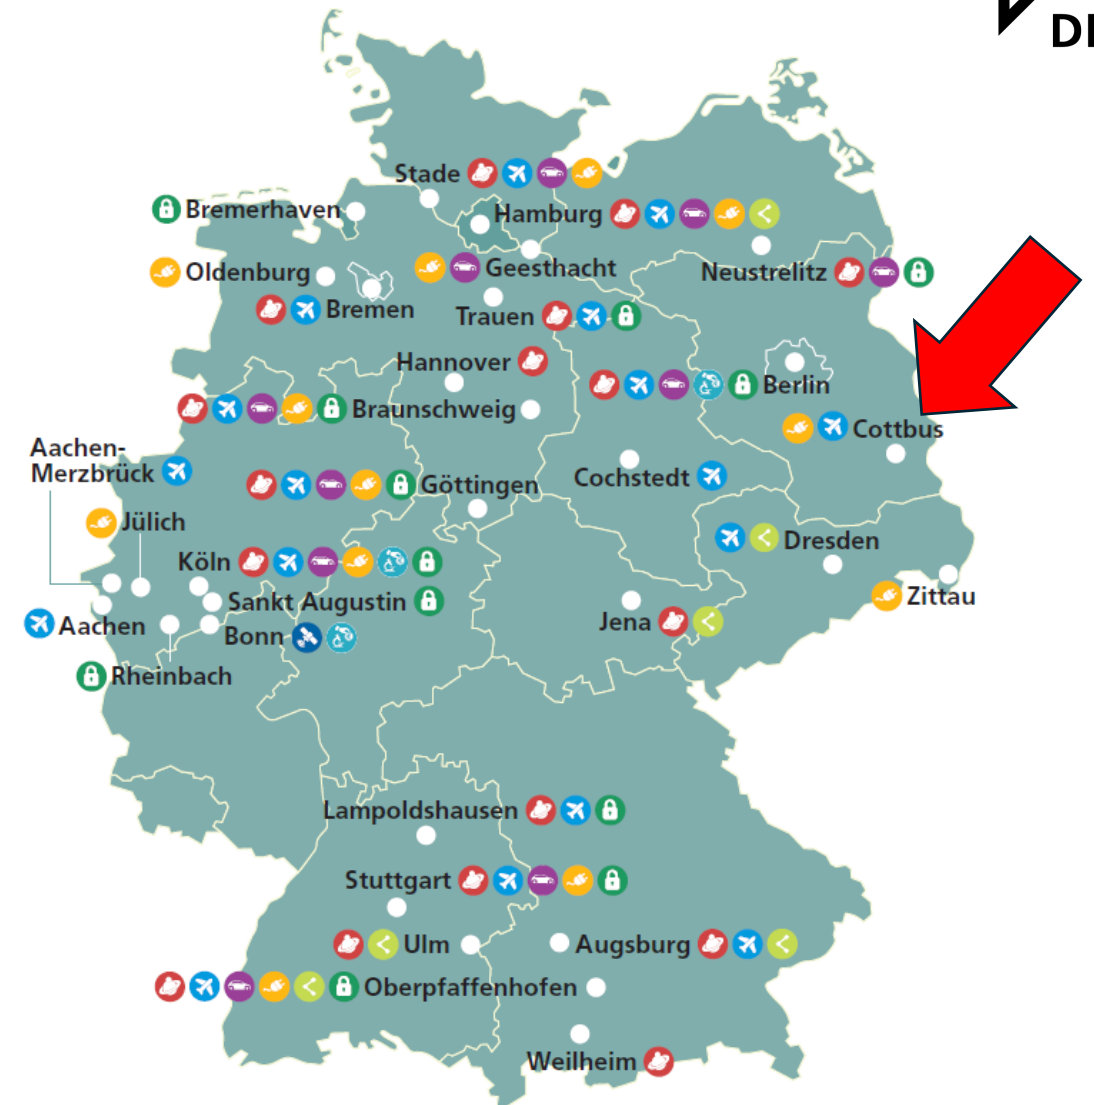 DL
Stade
Bremerhaven
Hamburg
Oldenburg
Geesthacht
Neustrelitz
Bremen
Trauen
Hannover
Berlin
Braunschweig
Cottbus
Aachen-
Merzbrück
Cochstedt
Göttingen
Jülich
Dresden
Köln
Zittau
Sankt Augustin
Jena
Aachen
Bonn
Rheinbach
Lampoldshausen
Stuttgart
Ulm
Augsburg
Oberpfaffenhofen
Weilheim